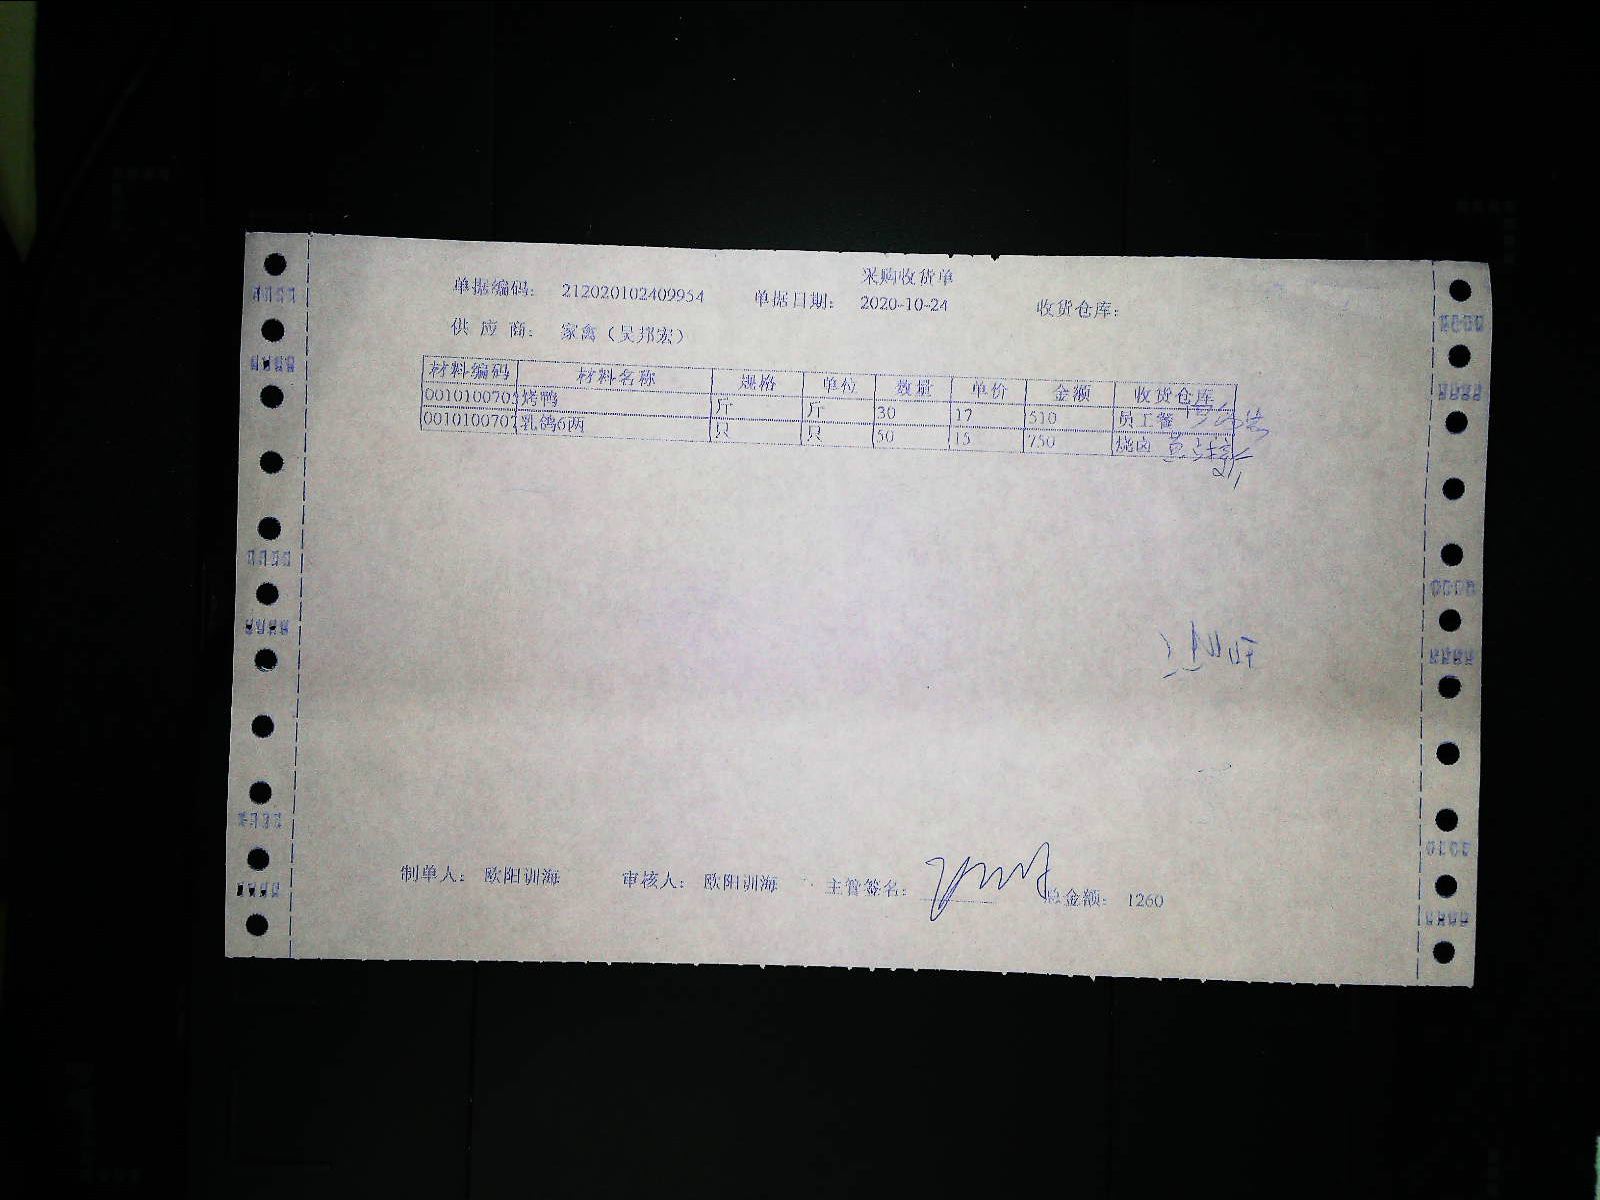 采购收货单
单据编码： 212020102409954 单据日期： 2020-10-24 收货仓库：
供 应 商： 家禽（吴邦宏）
材料编码 材料名称 规格 单位 数量 单价 金额 收货仓库
0010100705 烤鸭 斤 斤 30 17 510 员工餐
0010100707 乳鸽6两 只 只 50 15 750 烧卤
制单人： 欧阳训海 审核人： 欧阳训海 主管签名： 总金额： 1260